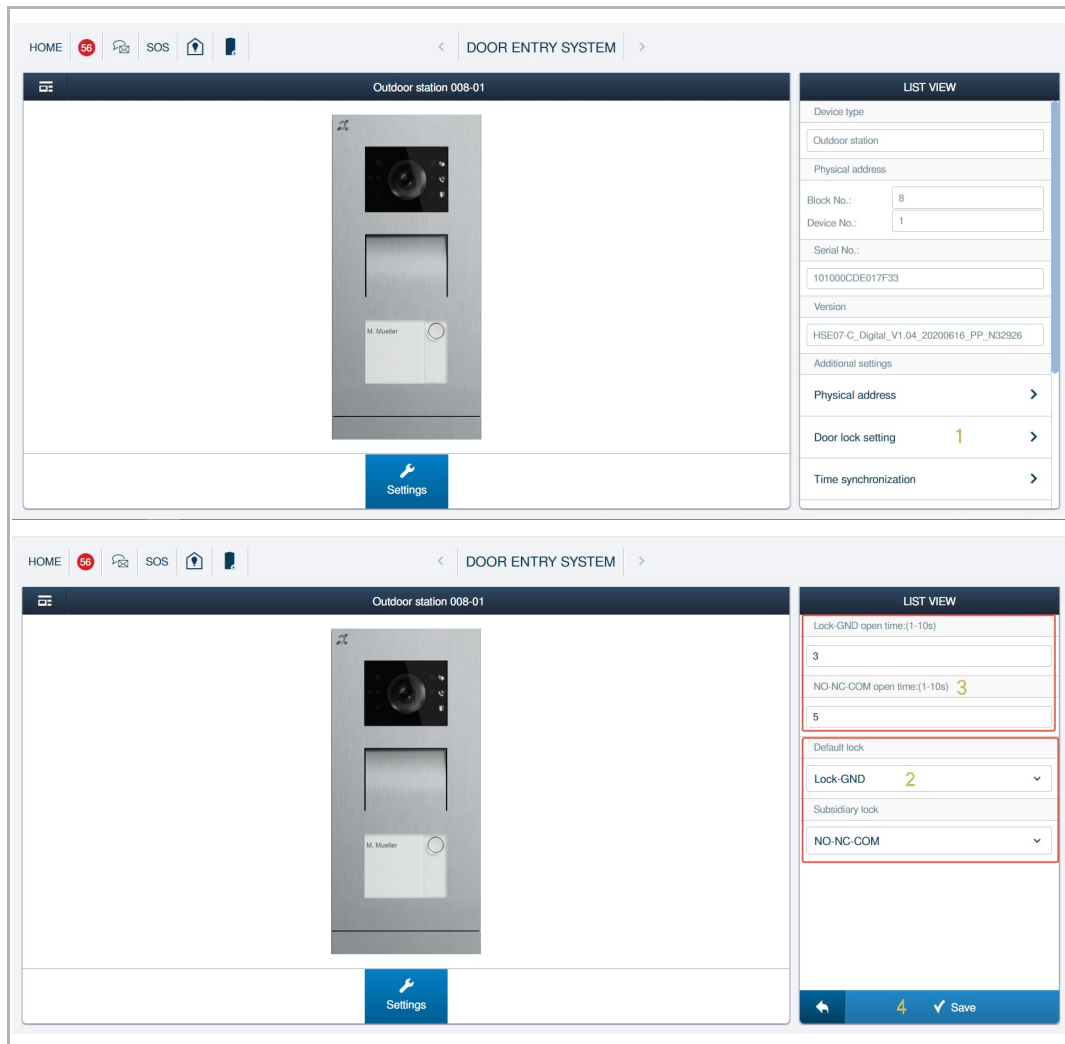 HOME 56 SOS < DOOR ENTRY SYSTEM >
Outdoor station 008-01
M. Mueller
Settings
LIST VIEW
Device type
Outdoor station
Physical address
Block No.: 8
Device No.: 1
Serial No.:
101000CDE017F33
Version
HSE07-C_Digital_V1.04_20200616_PP_N32926
Additional settings
Physical address >
Door lock setting 1 >
Time synchronization >
HOME 56 SOS < DOOR ENTRY SYSTEM >
Outdoor station 008-01
M. Mueller
Settings
LIST VIEW
Lock-GND open time:(1-10s)
3
NO-NC-COM open time:(1-10s) 3
5
Default lock
Lock-GND 2
Subsidiary lock
NO-NC-COM
4 Save